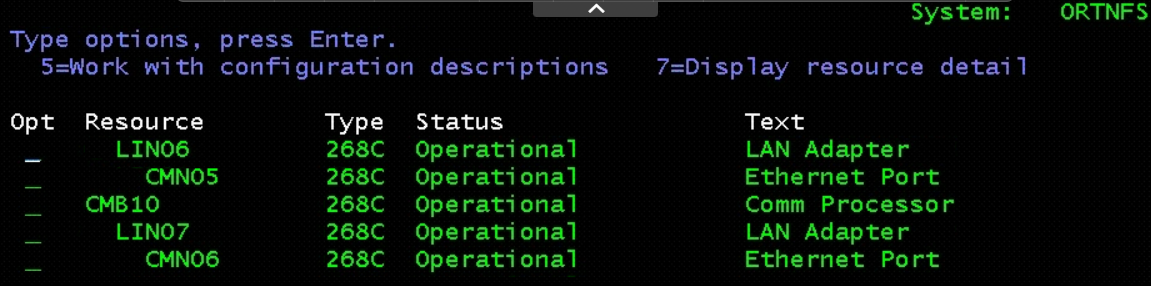 System: ORTNFS
Type options, press Enter.
5=Work with configuration descriptions 7=Display resource detail
Opt Resource Type Status Text
_ LIN06 268C Operational LAN Adapter
_ CMN05 268C Operational Ethernet Port
_ CMB10 268C Operational Comm Processor
_ LIN07 268C Operational LAN Adapter
_ CMN06 268C Operational Ethernet Port